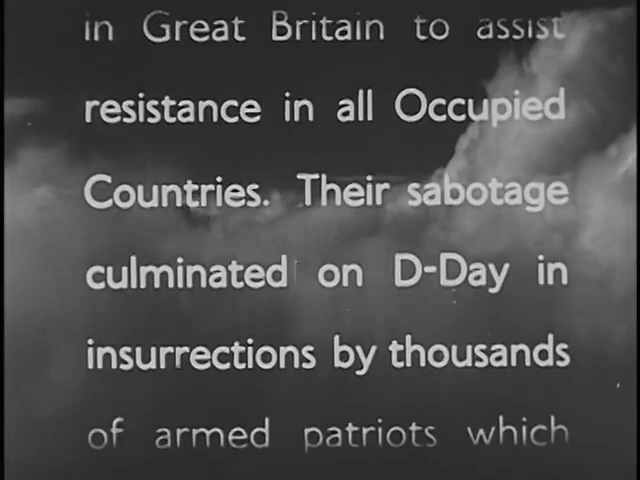 in Great Britain to assist
resistance in all Occupied
Countries. Their sabotage
culminated on D-Day in
insurrections by thousands
of armed patriots which